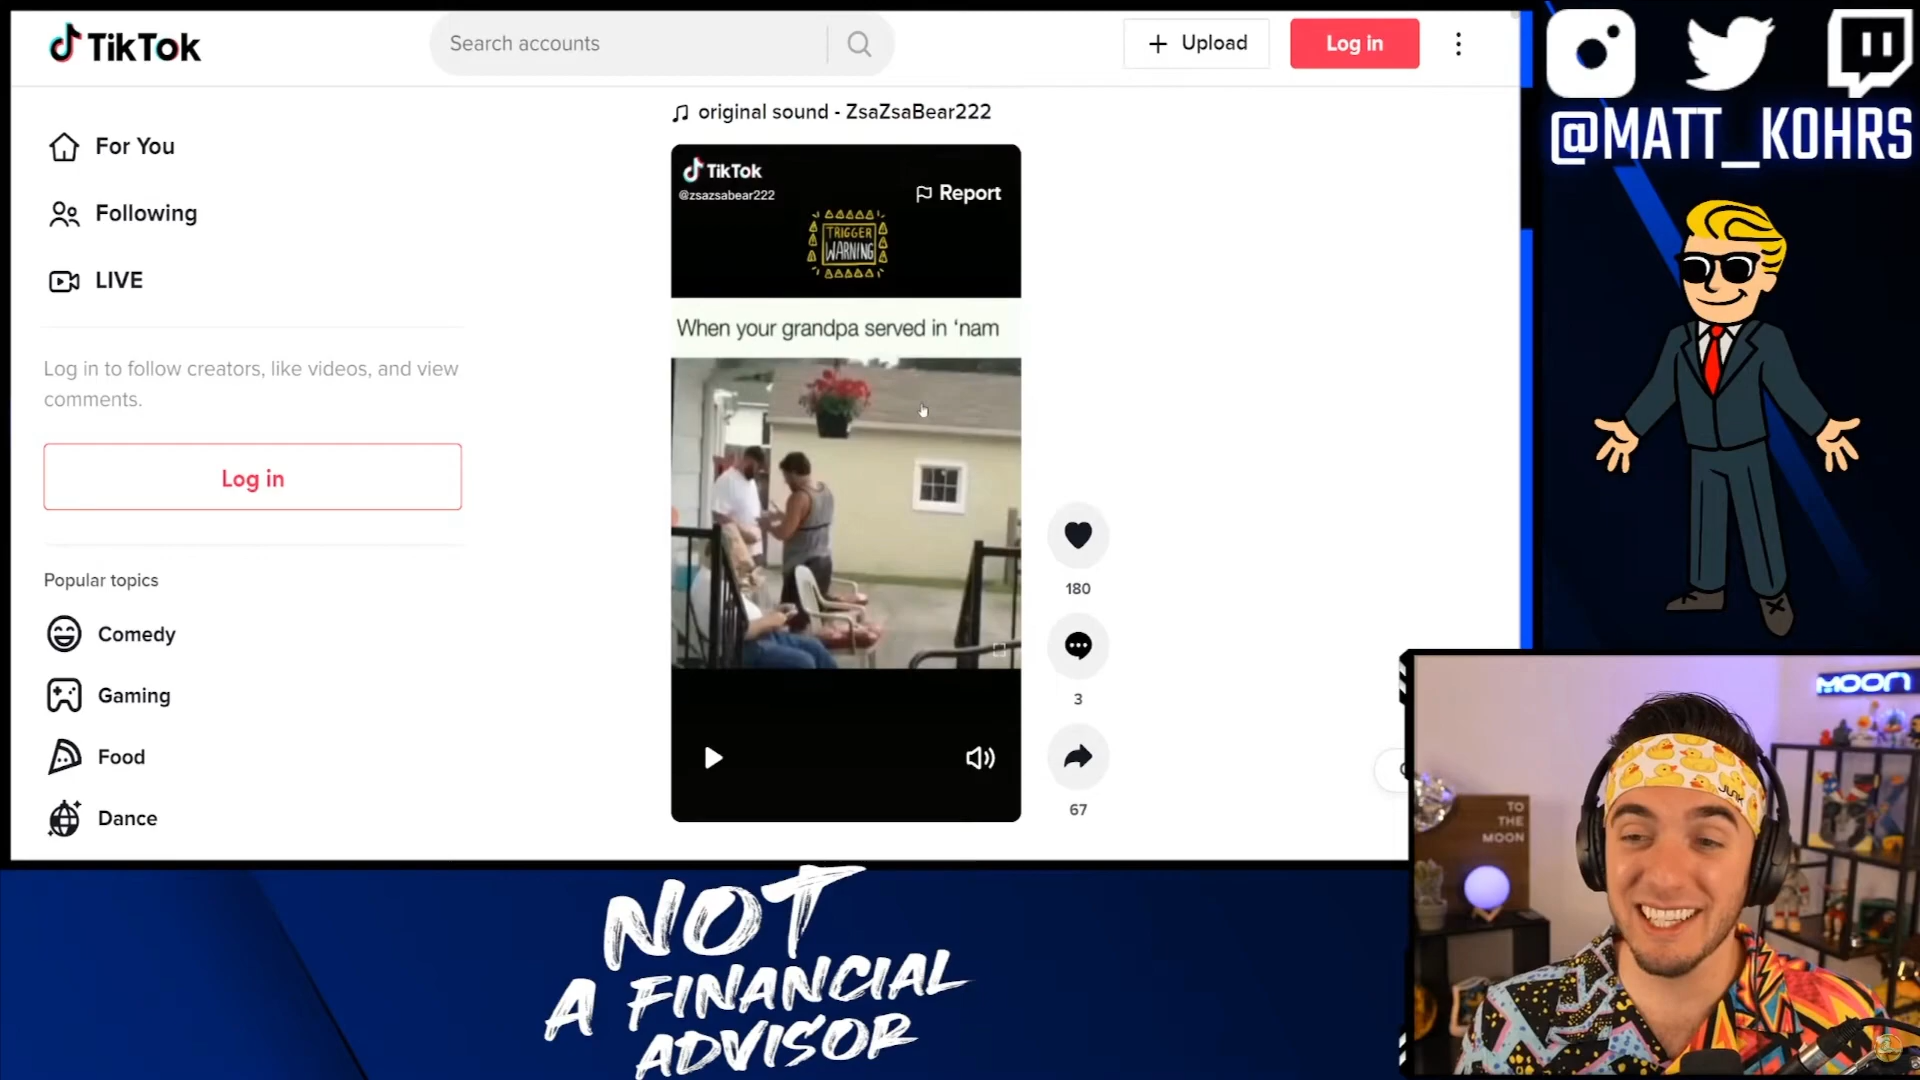 TikTok
Search accounts
Upload
Log in
@MATT_KOHRS
For You
Following
LIVE
Log in to follow creators, like videos, and view
comments.
Log in
Popular topics
Comedy
Gaming
Food
Dance
original sound - ZsaZsaBear222
TikTok
@zsazsabear222
Report
TRIGGER
WARNING
When your grandpa served in ‘nam
180
3
67
MOON
TO
THE
MOON
JUNK
NOT
A FINANCIAL
ADVISOR